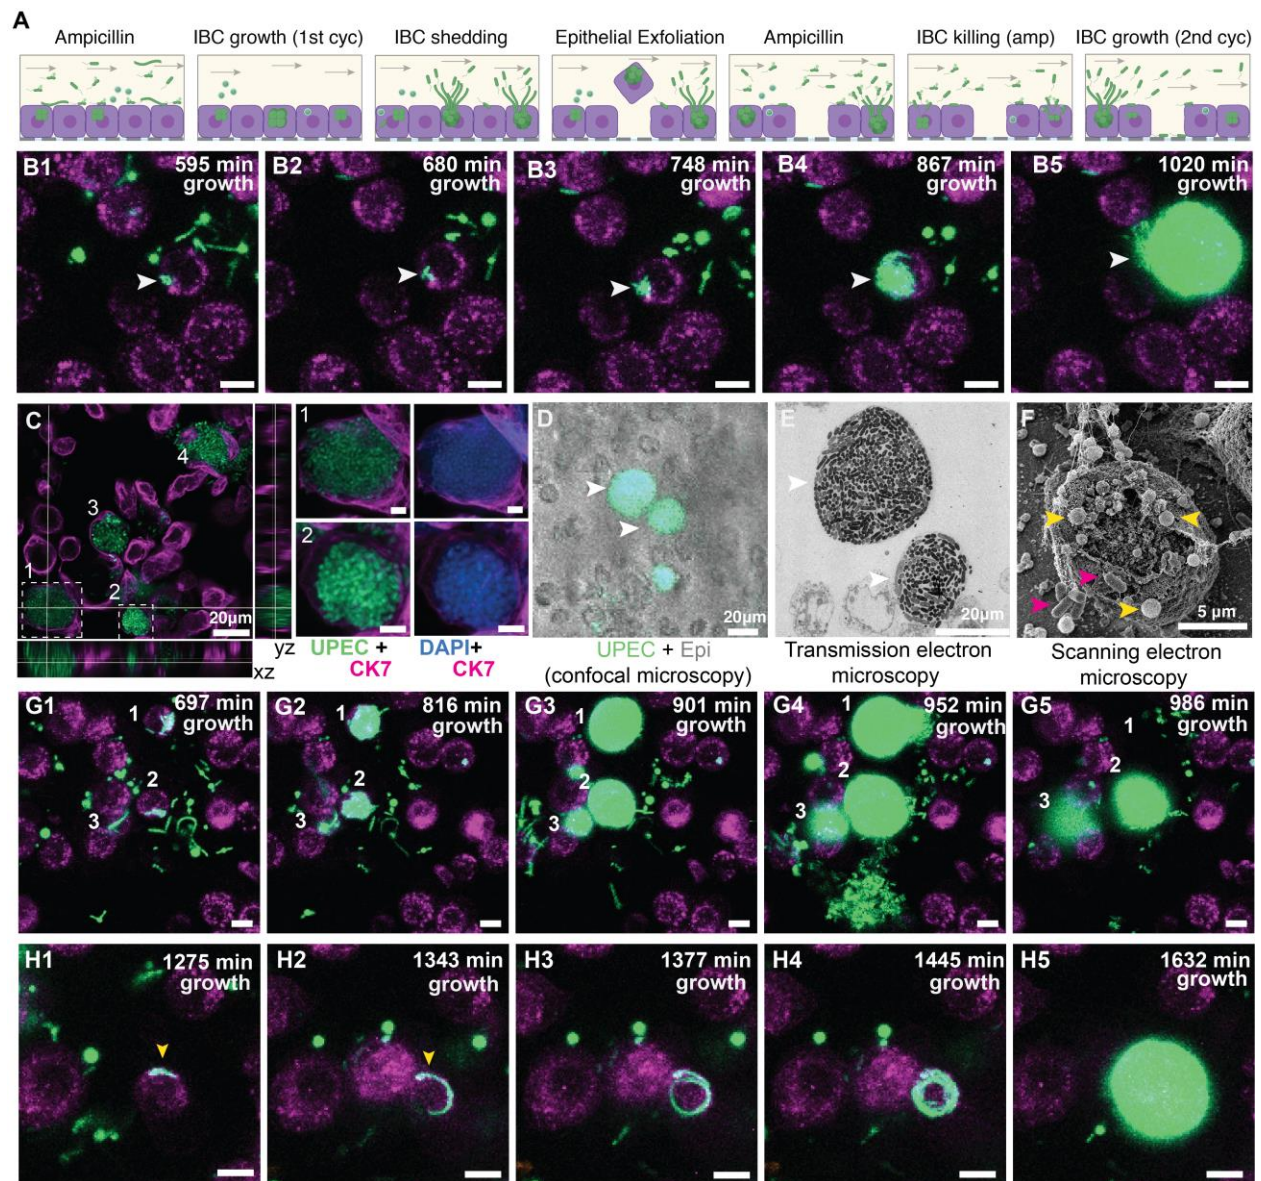 A
Ampicillin
IBC growth (1st cyc)
IBC shedding
Epithelial Exfoliation
Ampicillin
IBC killing (amp)
IBC growth (2nd cyc)
B1 595 min growth
B2 680 min growth
B3 748 min growth
B4 867 min growth
B5 1020 min growth
C
1
2
3
4
20µm
yz
xz
1
2
UPEC + CK7
DAPI+ CK7
D
20µm
UPEC + Epi
(confocal microscopy)
E
20µm
Transmission electron
microscopy
F
5 µm
Scanning electron
microscopy
G1 697 min growth
1
2
3
G2 816 min growth
1
2
3
G3 901 min growth
1
2
3
G4 952 min growth
1
2
3
G5 986 min growth
1
2
3
H1 1275 min growth
H2 1343 min growth
H3 1377 min growth
H4 1445 min growth
H5 1632 min growth